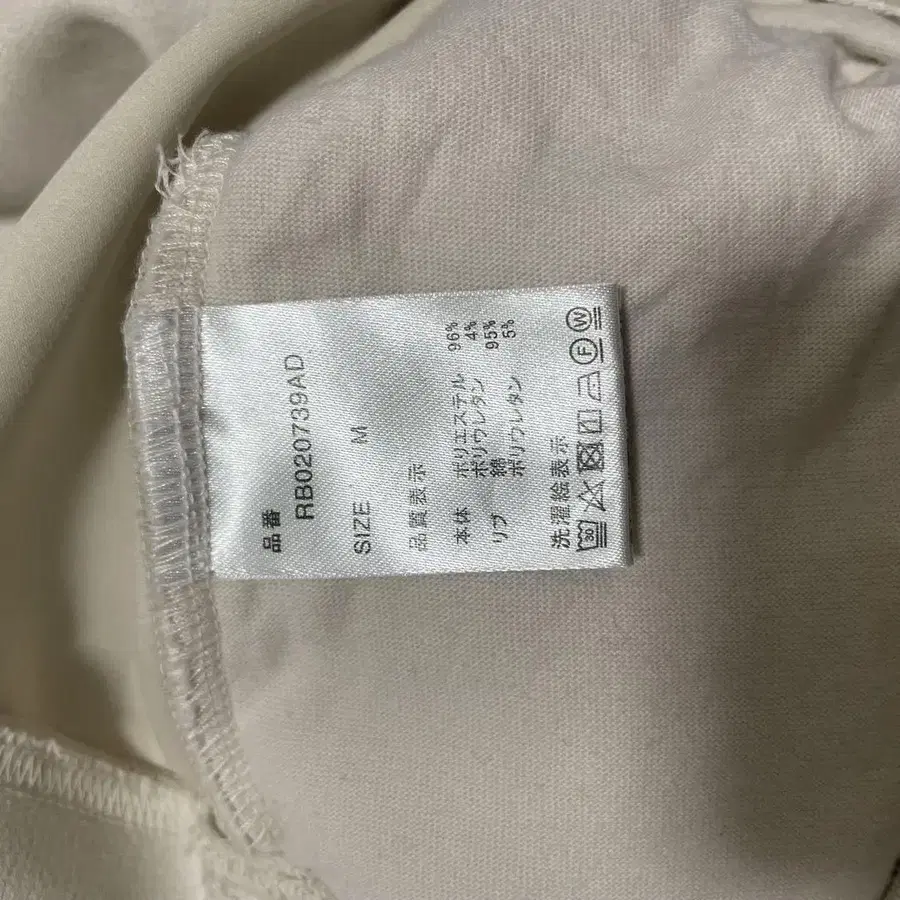 品番
RB020739AD
SIZE M
品質表示
本体 ポリエステル 96%
ポリウレタン 4%
リブ 綿 95%
ポリウレタン 5%
洗濯絵表示
30 F W